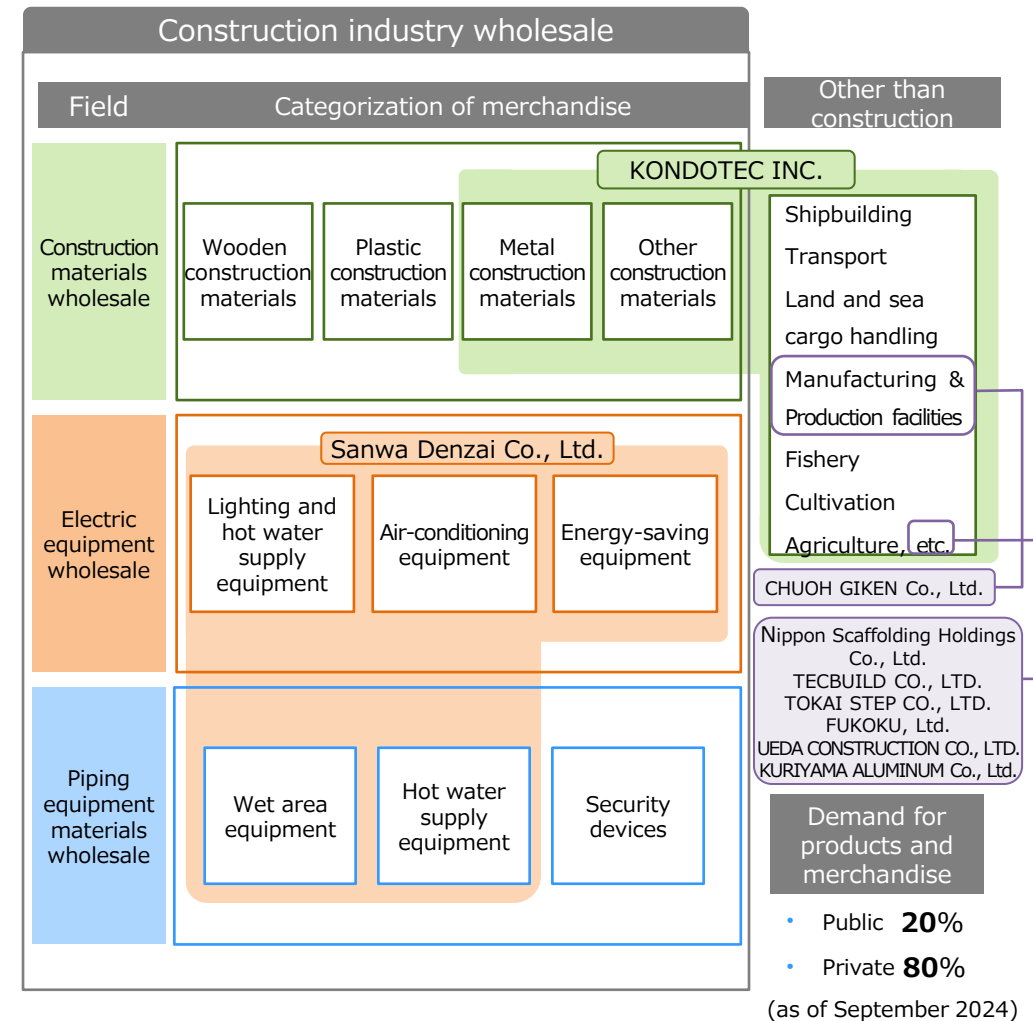 Construction industry wholesale
Field
Categorization of merchandise
Other than
construction
Construction
materials
wholesale
KONDOTEC INC.
Wooden
construction
materials
Plastic
construction
materials
Metal
construction
materials
Other
construction
materials
Shipbuilding
Transport
Land and sea
cargo handling
Manufacturing &
Production facilities
Fishery
Cultivation
Agriculture, etc.
Electric
equipment
wholesale
Sanwa Denzai Co., Ltd.
Lighting and
hot water
supply
equipment
Air-conditioning
equipment
Energy-saving
equipment
CHUOH GIKEN Co., Ltd.
Nippon Scaffolding Holdings
Co., Ltd.
TECBUILD CO., LTD.
TOKAI STEP CO., LTD.
FUKOKU, Ltd.
UEDA CONSTRUCTION CO., LTD.
KURIYAMA ALUMINUM Co., Ltd.
Piping
equipment
materials
wholesale
Wet area
equipment
Hot water
supply
equipment
Security
devices
Demand for
products and
merchandise
• Public 20%
• Private 80%
(as of September 2024)